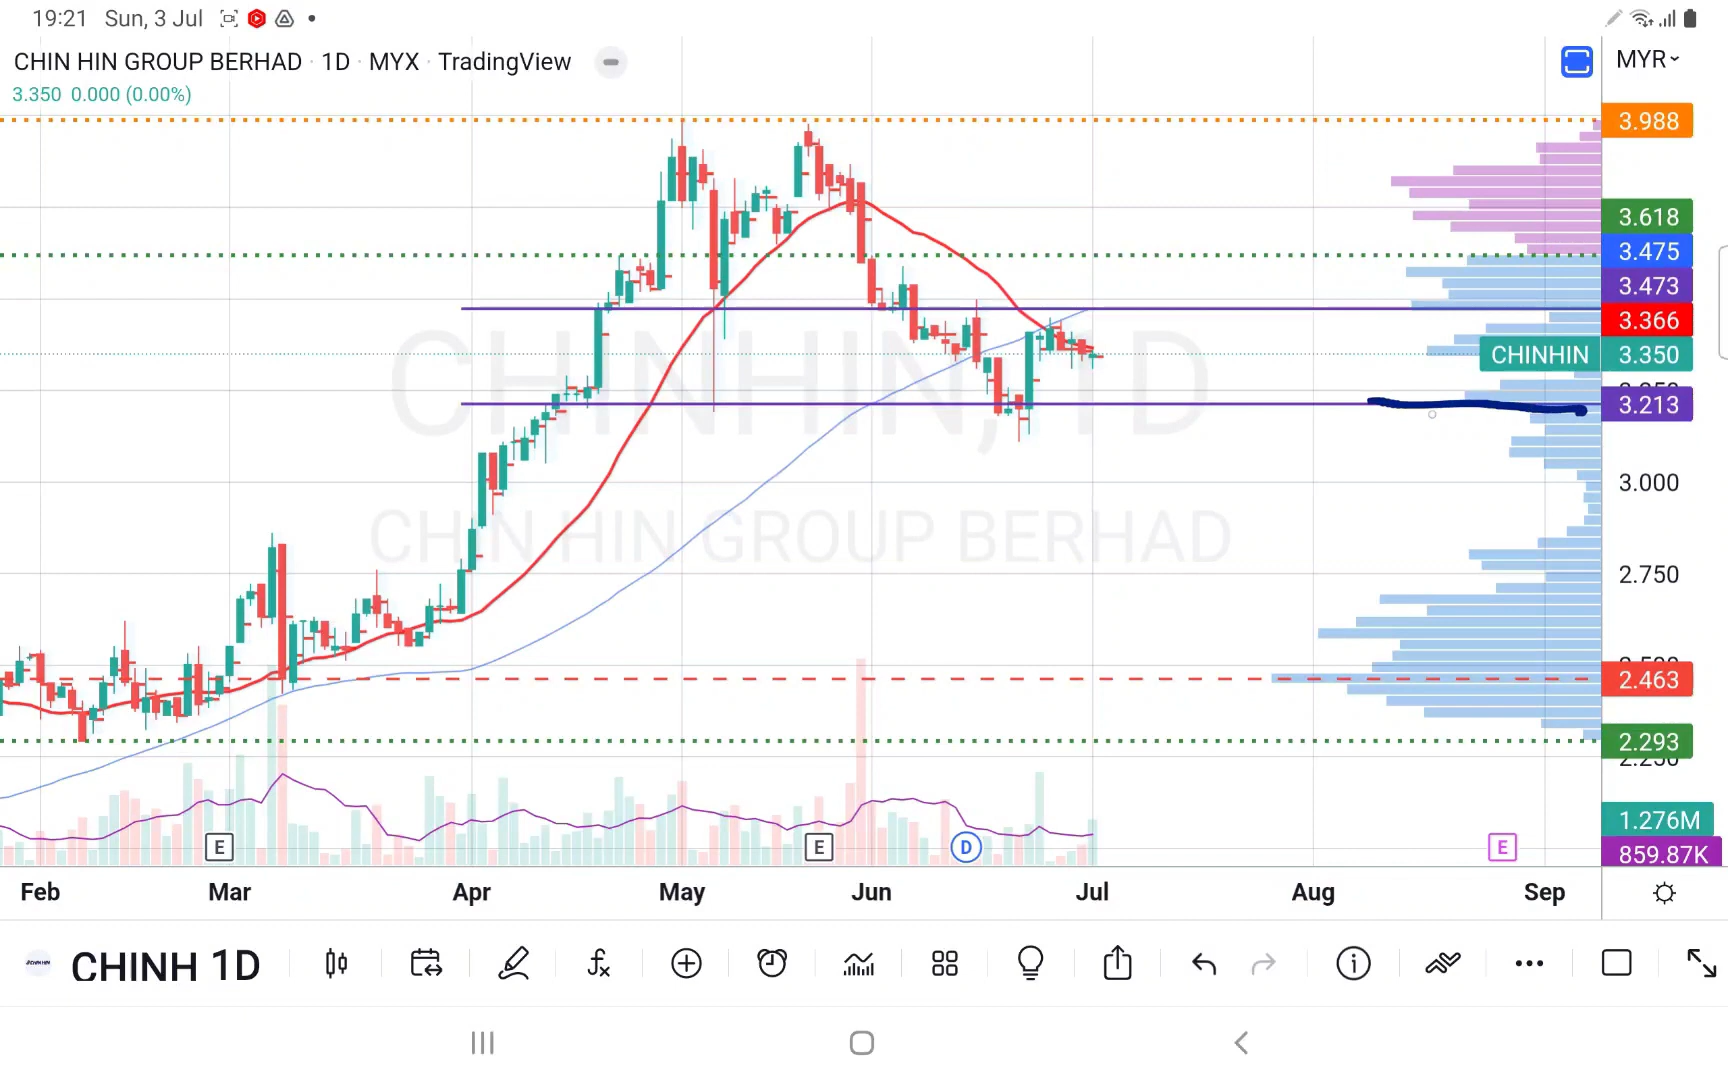 19:21 Sun, 3 Jul
CHIN HIN GROUP BERHAD · 1D · MYX · TradingView
MYR
3.350 0.000 (0.00%)
3.988
3.618
3.475
3.473
3.366
CHINHIN 3.350
3.213
3.000
2.750
2.463
2.293
2.250
1.276M
859.87K
CHINHIN, 1D
CHIN HIN GROUP BERHAD
E E D E
Feb Mar Apr May Jun Jul Aug Sep
CHINH 1D